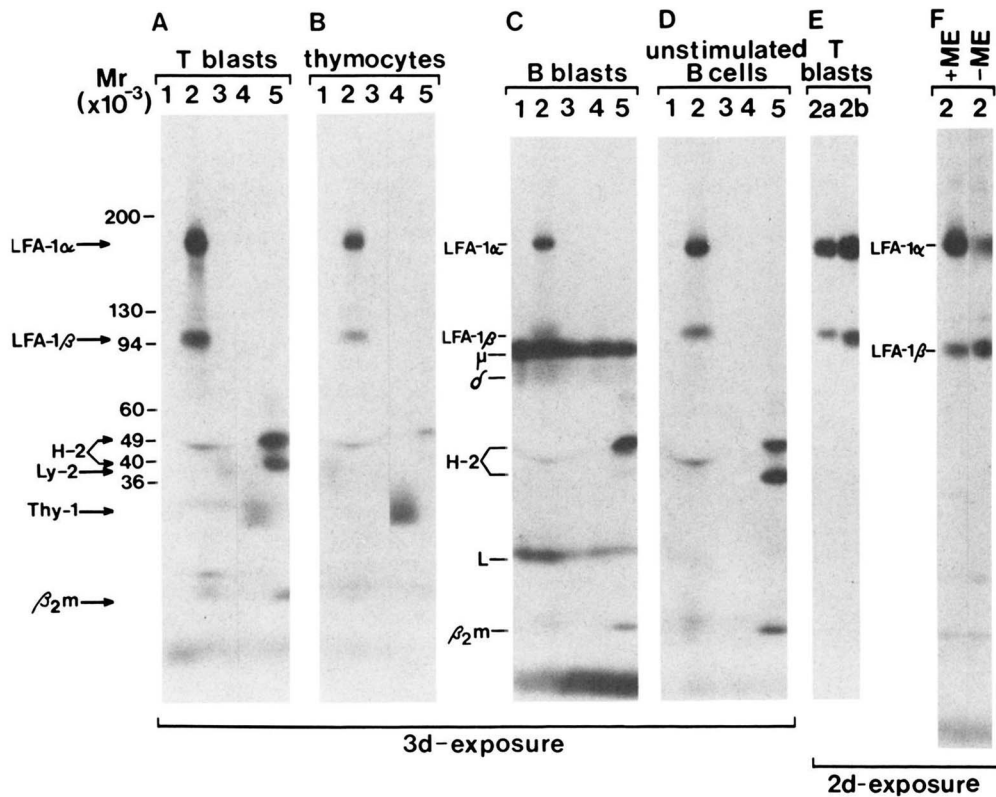 A B C D E F
T blasts
thymocytes
B blasts
unstimulated
B cells
T
blasts
+ME
-ME
Mr
(x10⁻³)
1 2 3 4 5
1 2 3 4 5
1 2 3 4 5
1 2 3 4 5
2a 2b
2 2
200
130
94
60
49
40
36
LFA-1α
LFA-1β
H-2
Ly-2
Thy-1
β₂m
LFA-1α
LFA-1β
μ
δ
H-2
L
β₂m
LFA-1α
LFA-1β
3d-exposure
2d-exposure